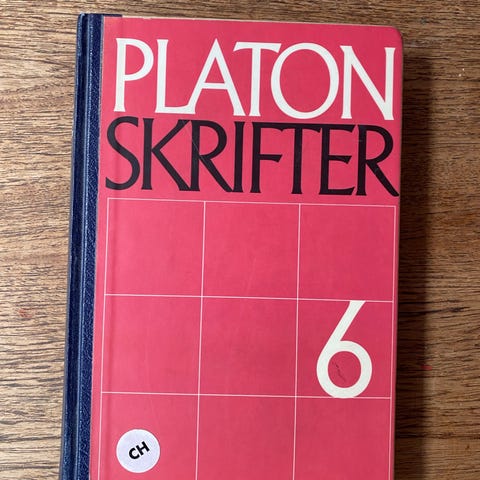 PLATON
SKRIFTER
6
CH